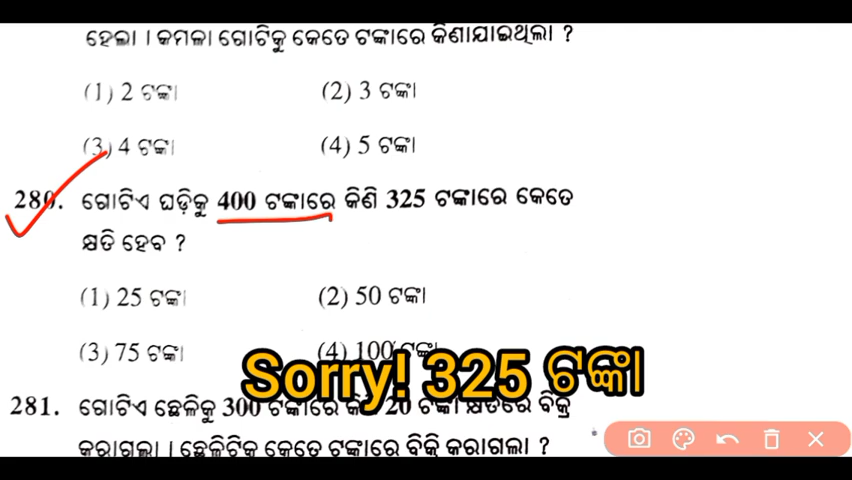 ହେଲା । କମଳା ଗୋଟିକୁ କେତେ ଟଙ୍କାରେ କିଣାଯାଇଥିଲା ?
(1) 2 ଟଙ୍କା (2) 3 ଟଙ୍କା
(3) 4 ଟଙ୍କା (4) 5 ଟଙ୍କା
280. ଗୋଟିଏ ଘଡ଼ିକୁ 400 ଟଙ୍କାରେ କିଣି 325 ଟଙ୍କାରେ କେତେ
କ୍ଷତି ହେବ ?
(1) 25 ଟଙ୍କା (2) 50 ଟଙ୍କା
(3) 75 ଟଙ୍କା (4) 100 ଟଙ୍କା
Sorry! 325 ଟଙ୍କା
281. ଗୋଟିଏ ଛେଳିକୁ 300 ଟଙ୍କାରେ 20 ଟଙ୍କା କ୍ଷତିରେ ବିକ୍ରି
କରାଗଲା । ଛେଳିଟିକୁ କେତେ ଟଙ୍କାରେ ବିକ୍ରି କରାଗଲା ?